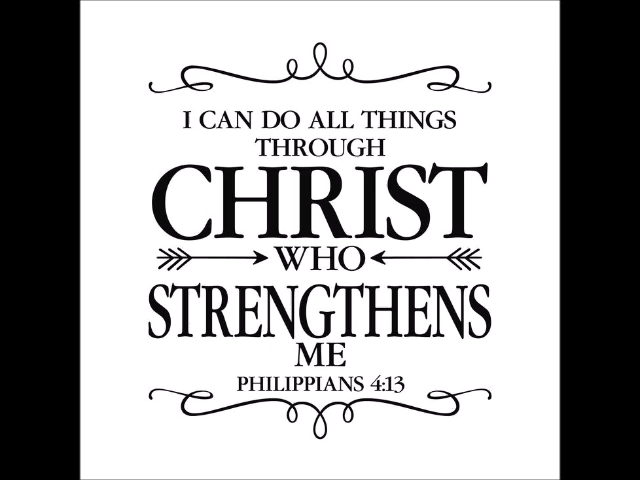 I CAN DO ALL THINGS
THROUGH
CHRIST
WHO
STRENGTHENS
ME
PHILIPPIANS 4:13